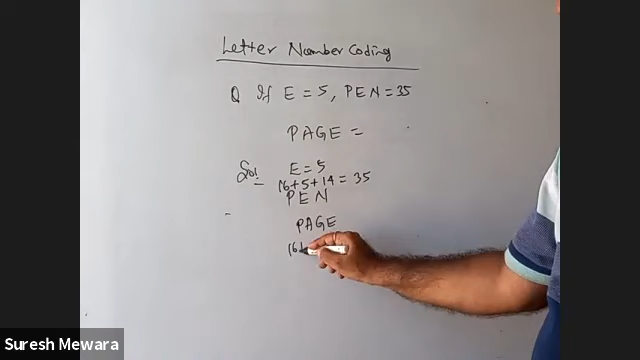 Letter Number Coding
Q If E = 5, PEN = 35
PAGE =
Sol E = 5
16+5+14 = 35
PEN
PAGE
16+
Suresh Mewara